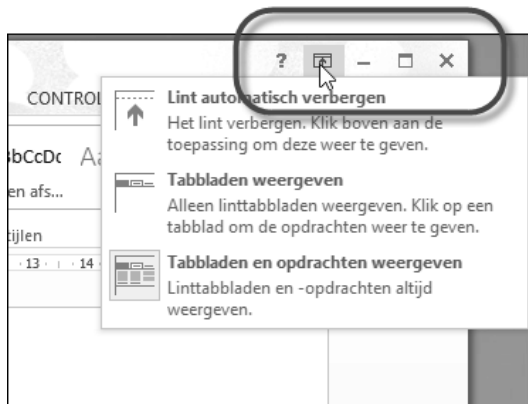 ?
CONTROL
Lint automatisch verbergen
Het lint verbergen. Klik boven aan de
toepassing om deze weer te geven.
Tabbladen weergeven
Alleen linttabbladen weergeven. Klik op een
tabblad om de opdrachten weer te geven.
Tabbladen en opdrachten weergeven
Linttabbladen en -opdrachten altijd
weergeven.
bCcDc
en afs...
ijlen
13 14